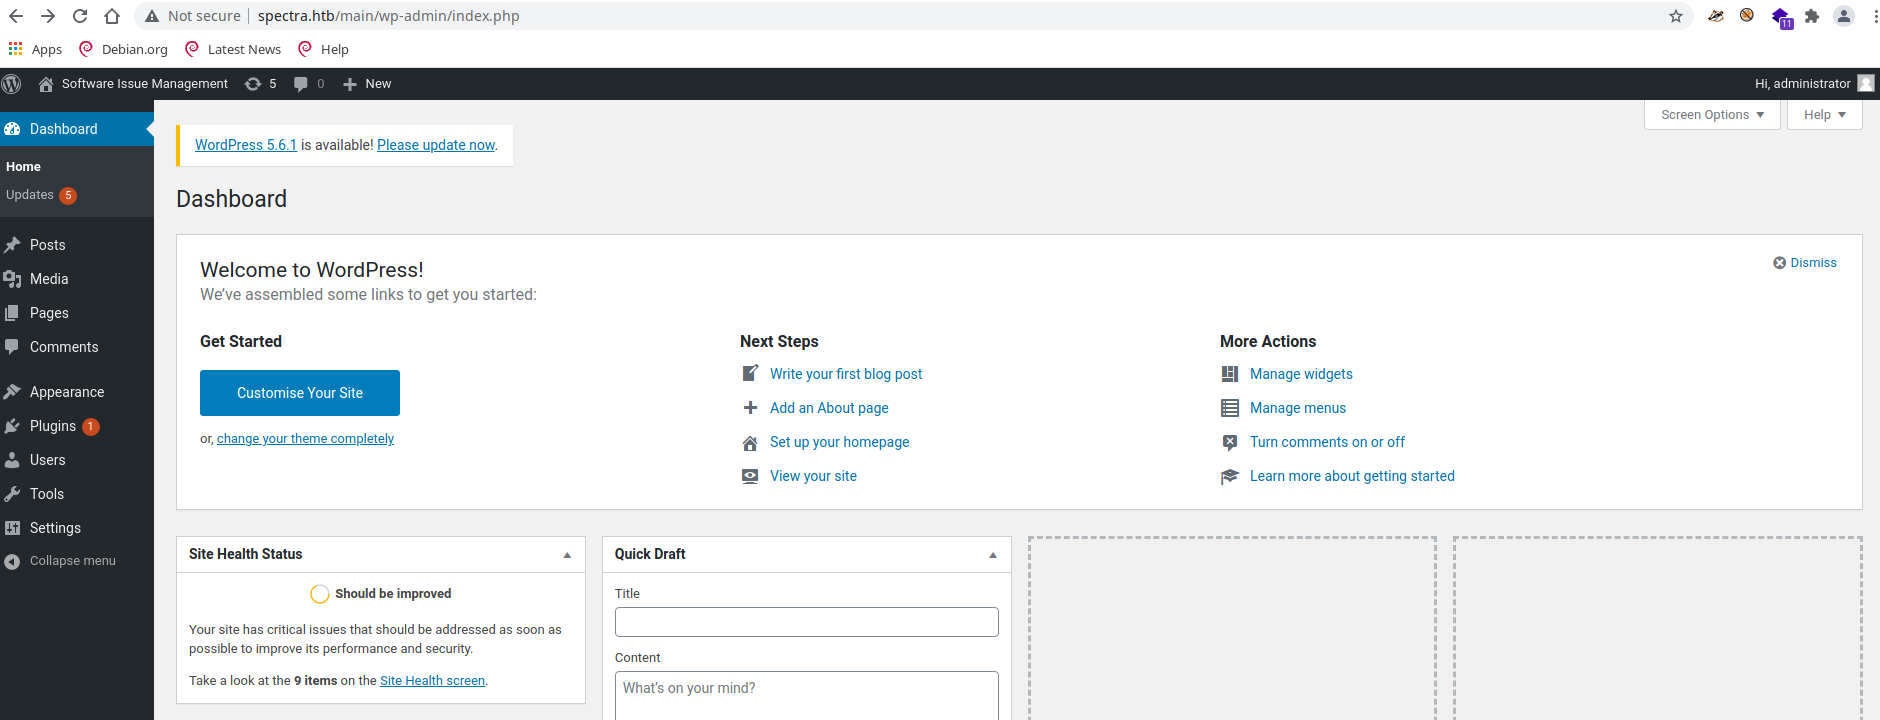 Not secure | spectra.htb/main/wp-admin/index.php
11
Apps Debian.org Latest News Help
Software Issue Management 5 0 New Hi, administrator
Dashboard
Home
Updates 5
Posts
Media
Pages
Comments
Appearance
Plugins 1
Users
Tools
Settings
Collapse menu
Screen Options Help
WordPress 5.6.1 is available! Please update now.
Dashboard
Welcome to WordPress!
Dismiss
We've assembled some links to get you started:
Get Started
Customise Your Site
or, change your theme completely
Next Steps
Write your first blog post
Add an About page
Set up your homepage
View your site
More Actions
Manage widgets
Manage menus
Turn comments on or off
Learn more about getting started
Site Health Status
Should be improved
Your site has critical issues that should be addressed as soon as
possible to improve its performance and security.
Take a look at the 9 items on the Site Health screen.
Quick Draft
Title
Content
What's on your mind?